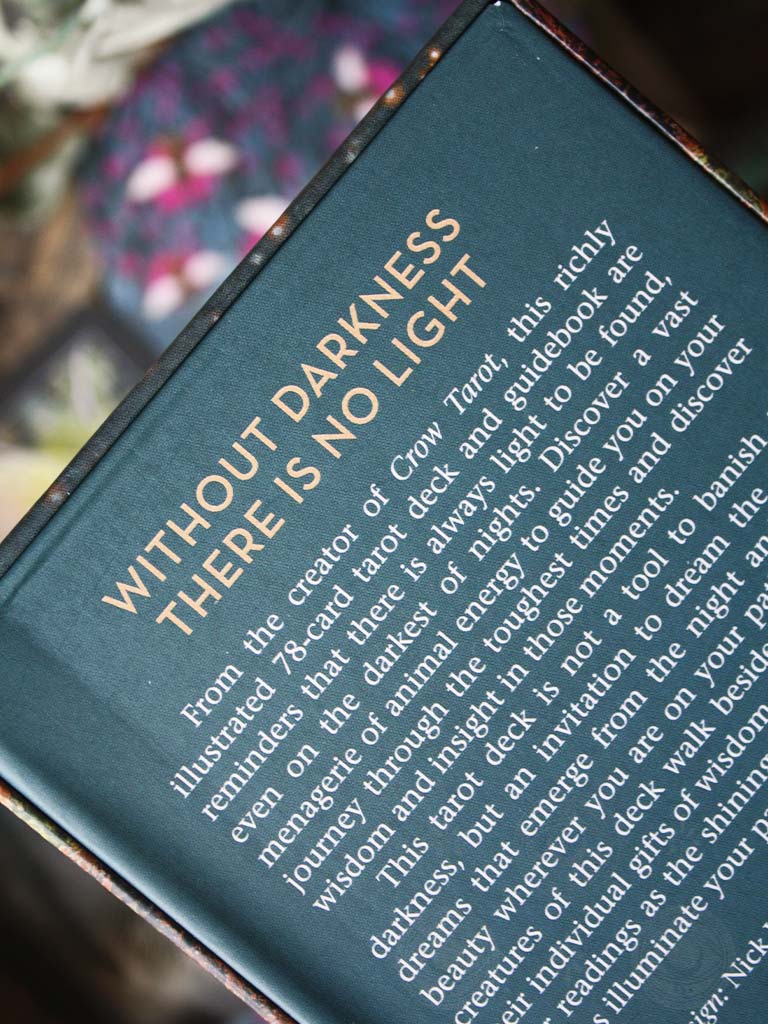 WITHOUT DARKNESS
THERE IS NO LIGHT
From the creator of Crow Tarot, this richly
illustrated 78-card tarot deck and guidebook are
reminders that there is always light to be found,
even on the darkest of nights. Discover a vast
menagerie of animal energy to guide you on your
journey through the toughest times and discover
wisdom and insight in those moments.
This tarot deck is not a tool to banish
darkness, but an invitation to dream the
dreams that emerge from the night
beauty wherever you are on your
creatures of this deck walk beside
individual gifts of wisdom
readings as the shining
illuminate your
Nick